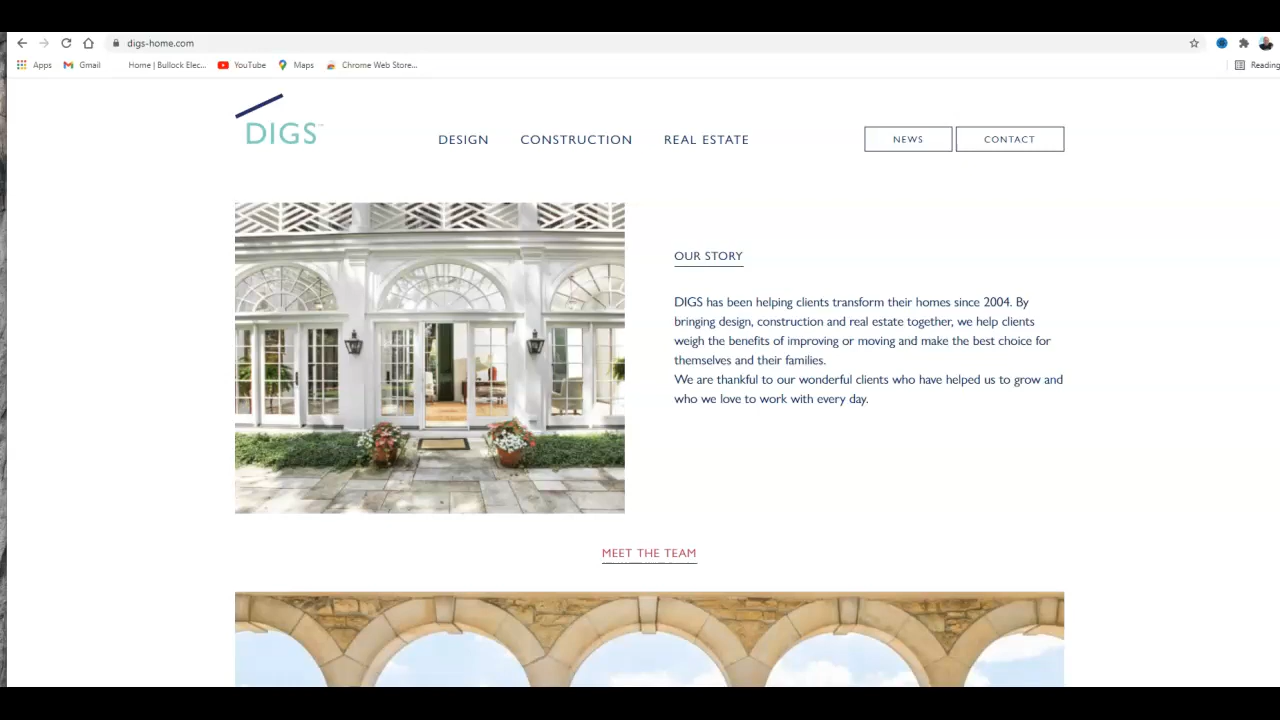 digs-home.com
Apps Gmail Home | Bullock Elec... YouTube Maps Chrome Web Store... Reading
DIGS™
DESIGN CONSTRUCTION REAL ESTATE NEWS CONTACT
OUR STORY
DIGS has been helping clients transform their homes since 2004. By
bringing design, construction and real estate together, we help clients
weigh the benefits of improving or moving and make the best choice for
themselves and their families.
We are thankful to our wonderful clients who have helped us to grow and
who we love to work with every day.
MEET THE TEAM